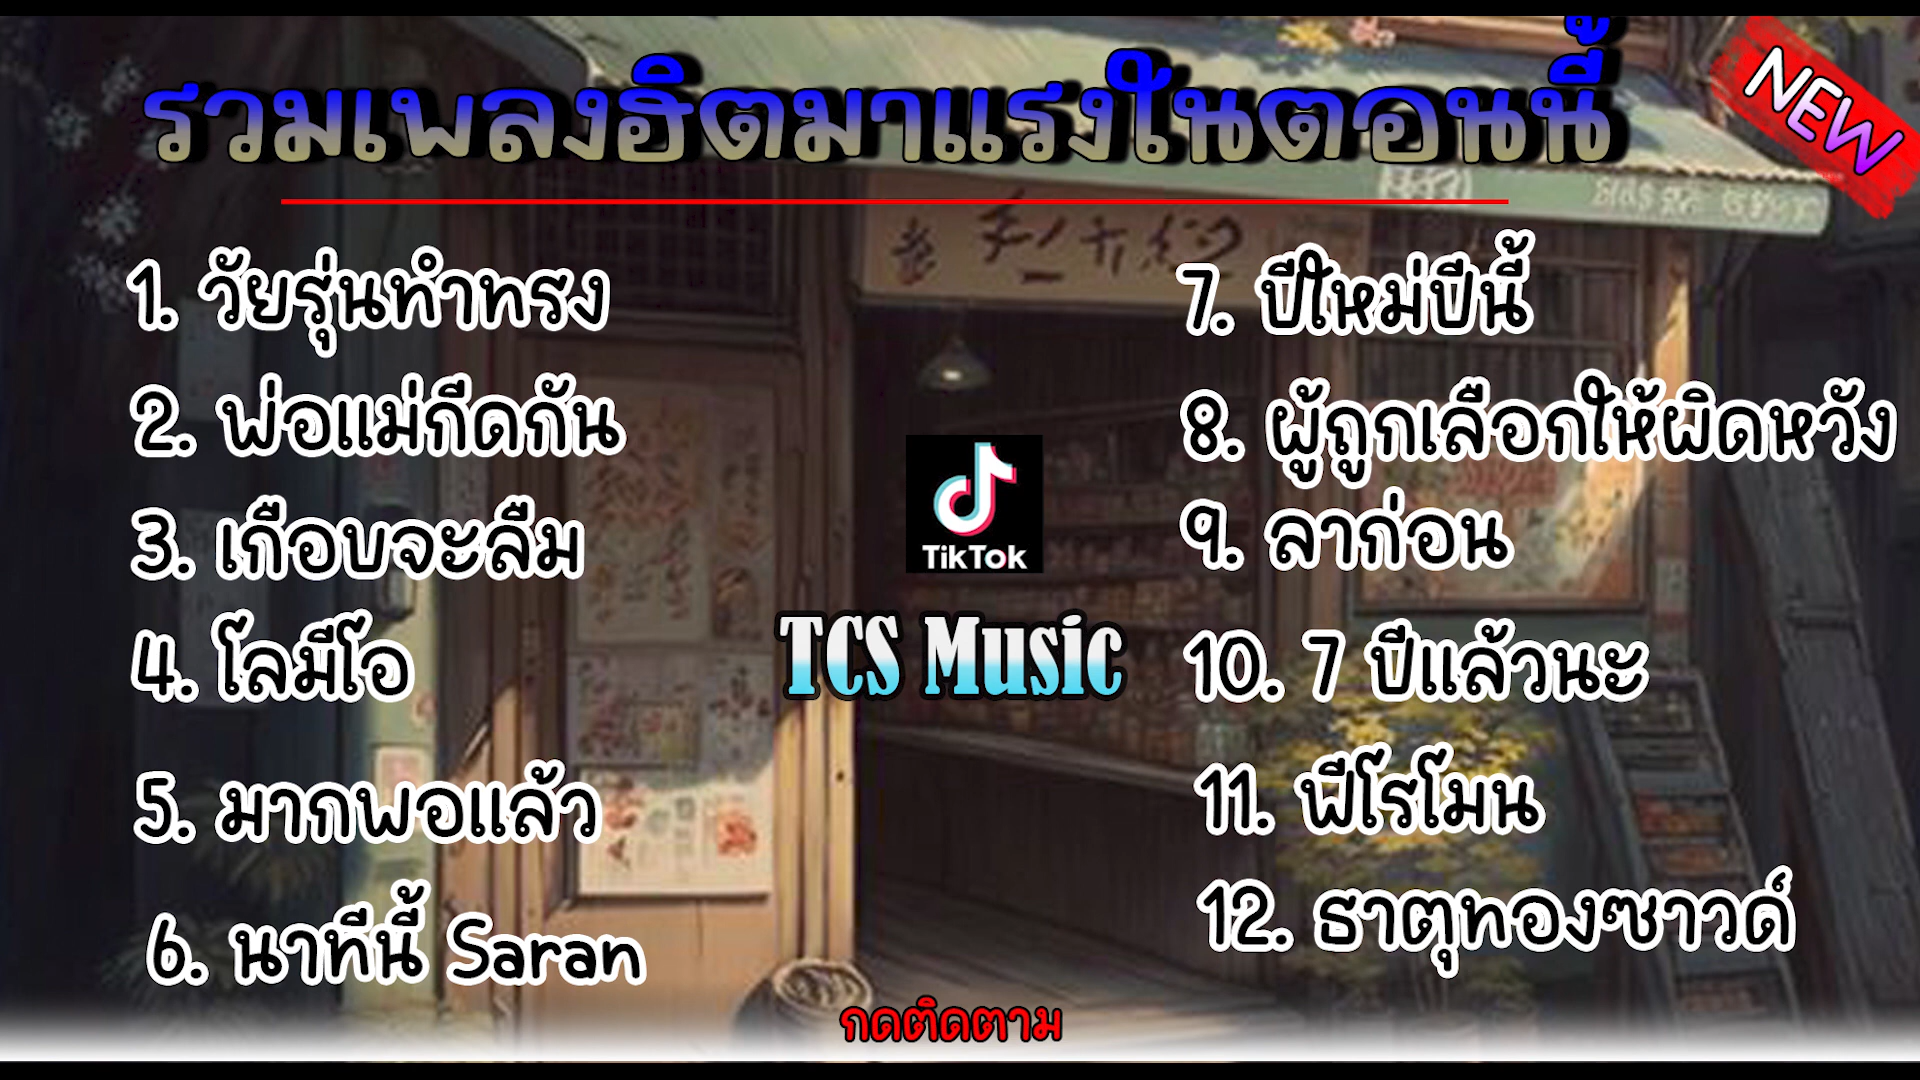 รวมเพลงฮิตมาแรงในตอนนี้
NEW
1. วัยรุ่นทำทรง
2. พ่อแม่กีดกัน
3. เกือบจะลืม
4. โลมีโอ
5. มากพอแล้ว
6. นาทีนี้ Saran
TikTok
TCS Music
7. ปีใหม่ปีนี้
8. ผู้ถูกเลือกให้ผิดหวัง
9. ลาก่อน
10. 7 ปีแล้วนะ
11. ฟีโรโมน
12. ธาตุทองซาวด์
กดติดตาม